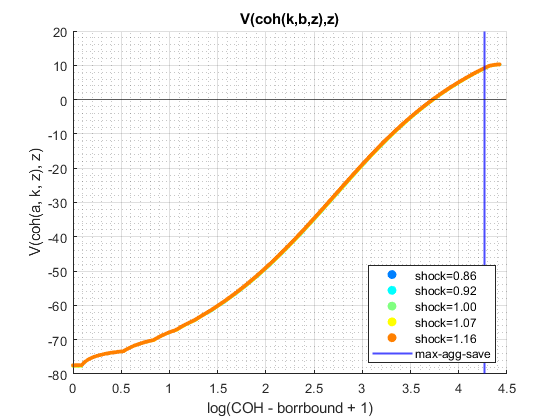 V(coh(k,b,z),z)
V(coh(a, k, z), z)
20
10
0
-10
-20
-30
-40
-50
-60
-70
-80
shock=0.86
shock=0.92
shock=1.00
shock=1.07
shock=1.16
max-agg-save
0
0.5
1
1.5
2
2.5
3
3.5
4
4.5
log(COH - borrbound + 1)